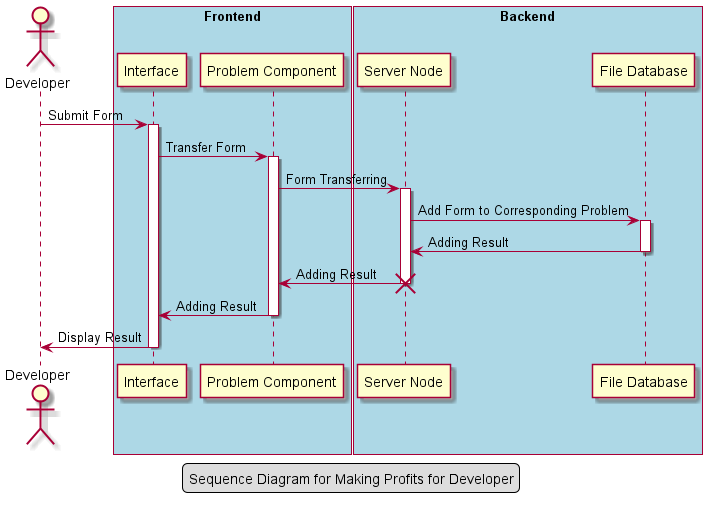 Frontend
Backend
Developer
Interface
Problem Component
Server Node
File Database
Submit Form
Transfer Form
Form Transferring
Add Form to Corresponding Problem
Adding Result
Adding Result
Adding Result
Display Result
Developer
Interface
Problem Component
Server Node
File Database
Sequence Diagram for Making Profits for Developer